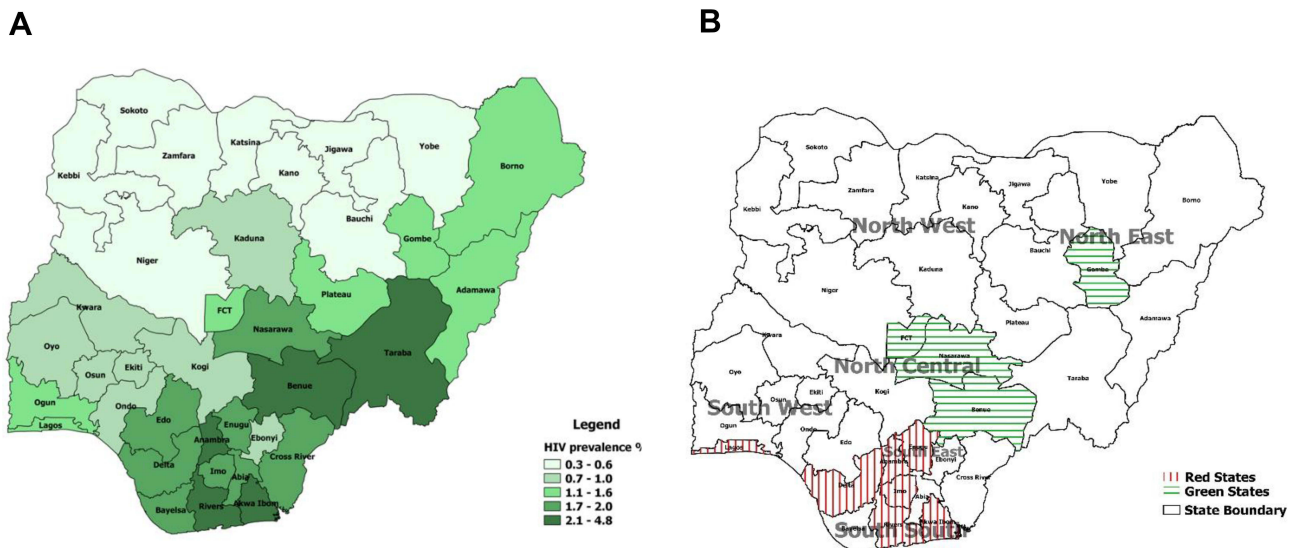 A
B
Sokoto
Katsina
Zamfara
Jigawa
Yobe
Borno
Kebbi
Kano
Bauchi
Kaduna
Gombe
Niger
Adamawa
Plateau
FCT
Kwara
Nasarawa
Oyo
Taraba
Kogi
Ekiti
Osun
Benue
Ogun
Ondo
Edo
Lagos
Enugu
Anambra
Ebonyi
Cross River
Delta
Imo
Abia
Bayelsa
Rivers
Akwa Ibom
Legend
HIV prevalence %
0.3 - 0.6
0.7 - 1.0
1.1 - 1.6
1.7 - 2.0
2.1 - 4.8
Sokoto
Katsina
Zamfara
Jigawa
Yobe
Borno
Kebbi
Kano
North West
North East
Bauchi
Kaduna
Gombe
Niger
Adamawa
Plateau
FCT
Kwara
Nasarawa
North Central
Oyo
Taraba
Kogi
Ekiti
Osun
South West
Benue
Ogun
Ondo
Edo
Lagos
Enugu
South East
Anambra
Ebonyi
Cross River
Delta
Imo
Abia
Bayelsa
Rivers
Akwa Ibom
South South
Red States
Green States
State Boundary